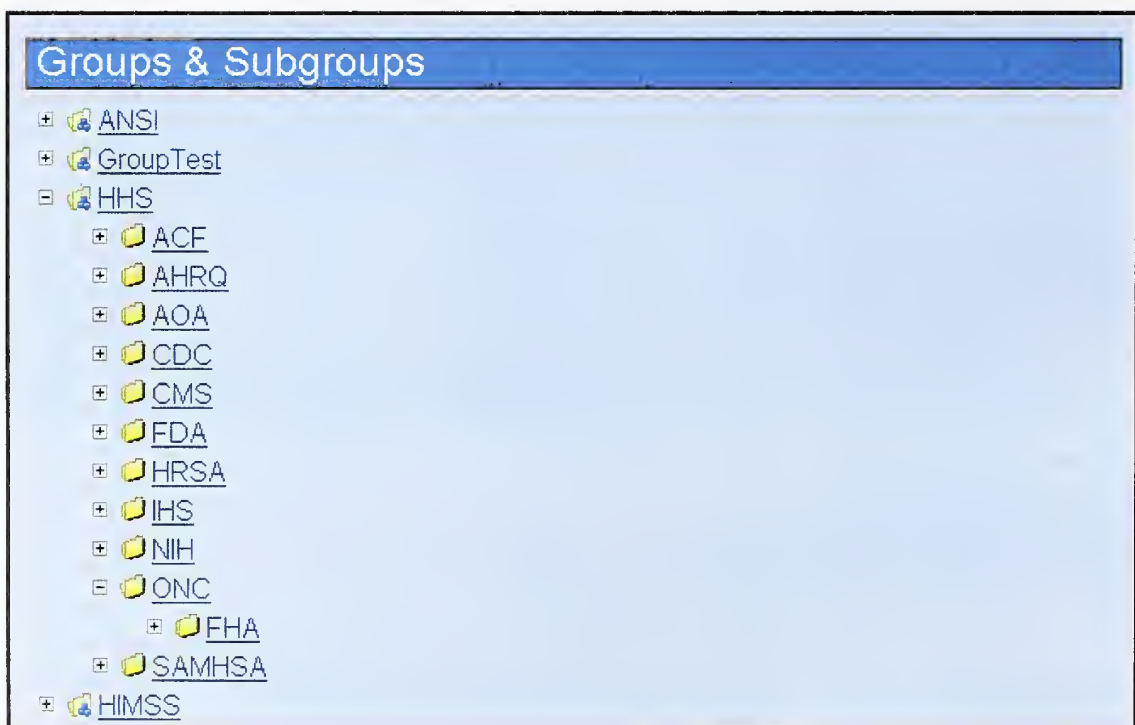 Groups & Subgroups
ANSI
GroupTest
HHS
ACF
AHRQ
AOA
CDC
CMS
FDA
HRSA
IHS
NIH
ONC
FHA
SAMHSA
HIMSS